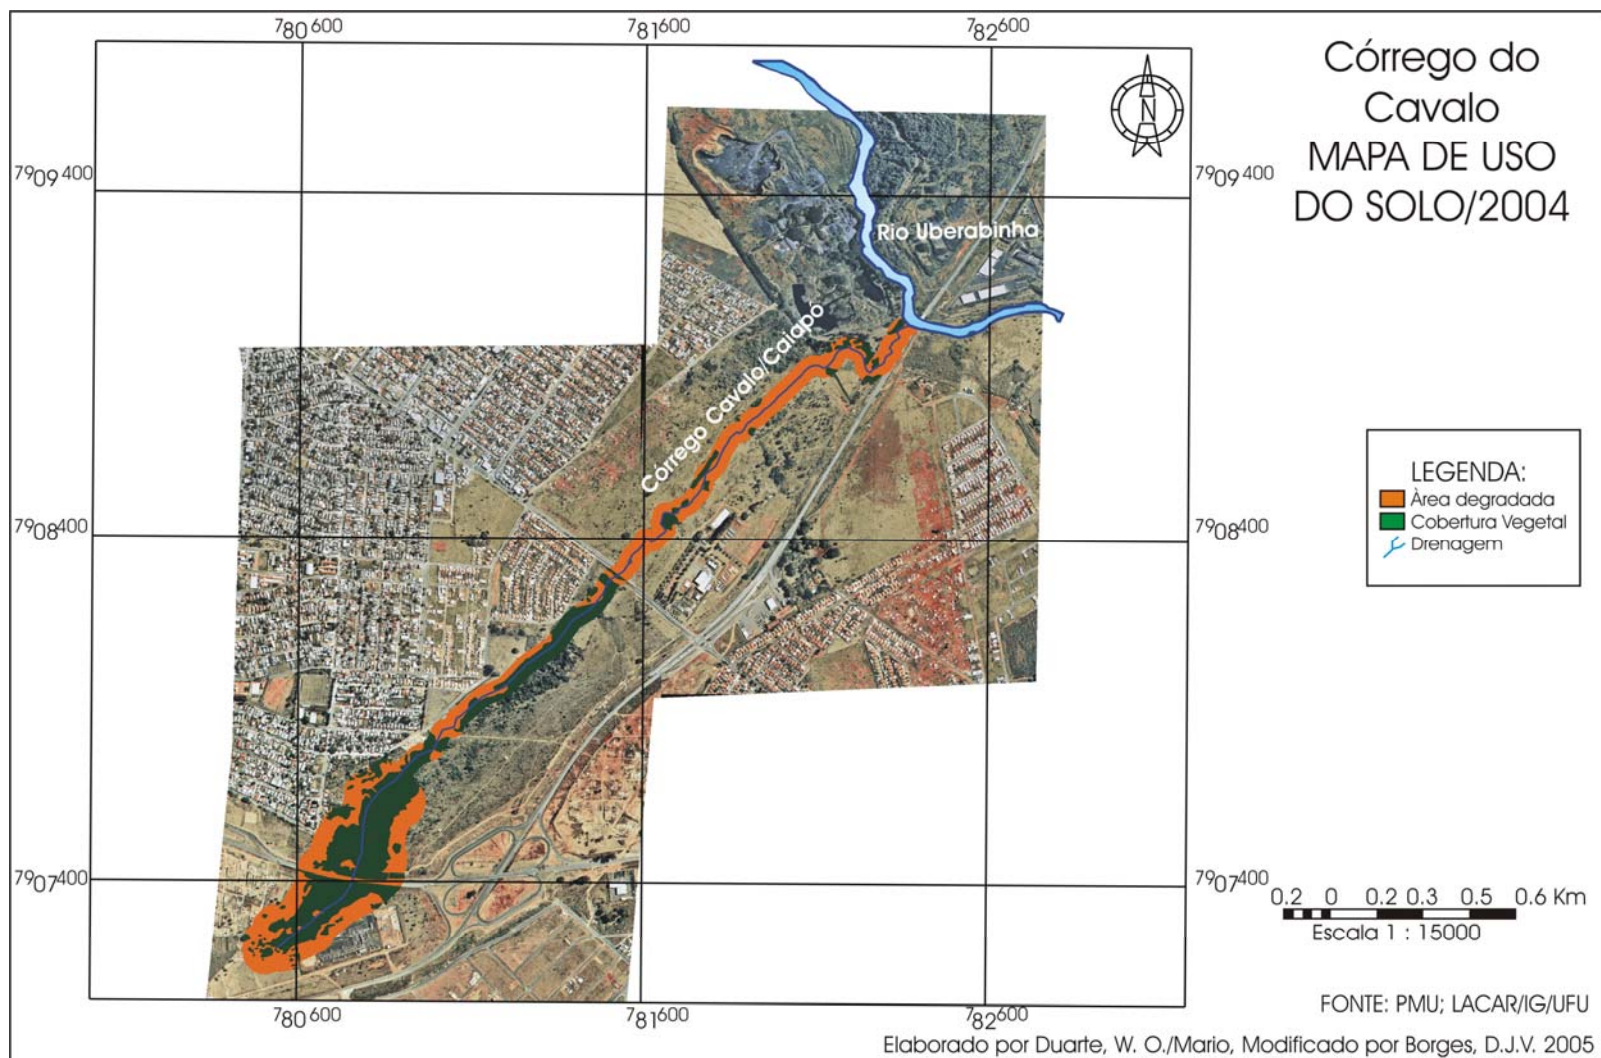 780600
781600
782600
Córrego do
Cavalo
MAPA DE USO
DO SOLO/2004
N
7909400
7909400
Rio Uberabinha
Córrego Cavalo/Caiapó
LEGENDA:
Àrea degradada
Cobertura Vegetal
Drenagem
7908400
7908400
7907400
7907400
0.2 0 0.2 0.3 0.5 0.6 Km
Escala 1 : 15000
780600
781600
782600
FONTE: PMU; LACAR/IG/UFU
Elaborado por Duarte, W. O./Mario, Modificado por Borges, D.J.V. 2005